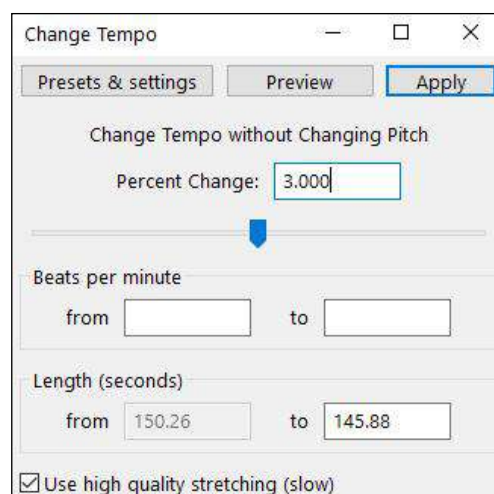 Change Tempo
Presets & settings Preview Apply
Change Tempo without Changing Pitch
Percent Change: 3.000
Beats per minute
from to
Length (seconds)
from 150.26 to 145.88
Use high quality stretching (slow)